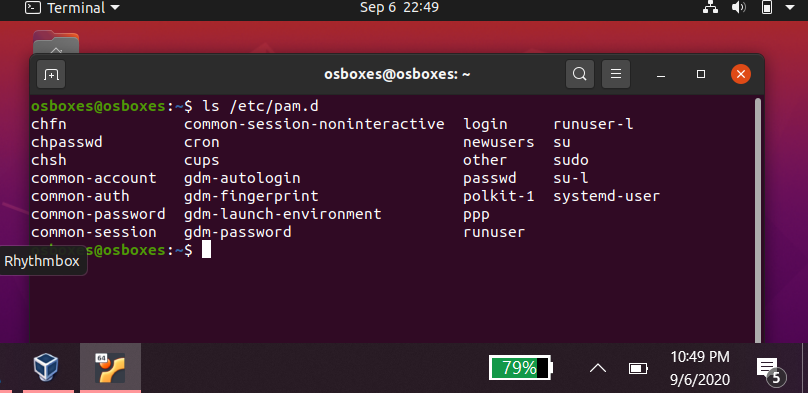 Terminal
Sep 6 22:49
osboxes@osboxes: ~
osboxes@osboxes:~$ ls /etc/pam.d
chfn common-session-noninteractive login runuser-l
chpasswd cron newusers su
chsh cups other sudo
common-account gdm-autologin passwd su-l
common-auth gdm-fingerprint polkit-1 systemd-user
common-password gdm-launch-environment ppp
common-session gdm-password runuser
osboxes@osboxes:~$
Rhythmbox
64
79%
10:49 PM
9/6/2020
5